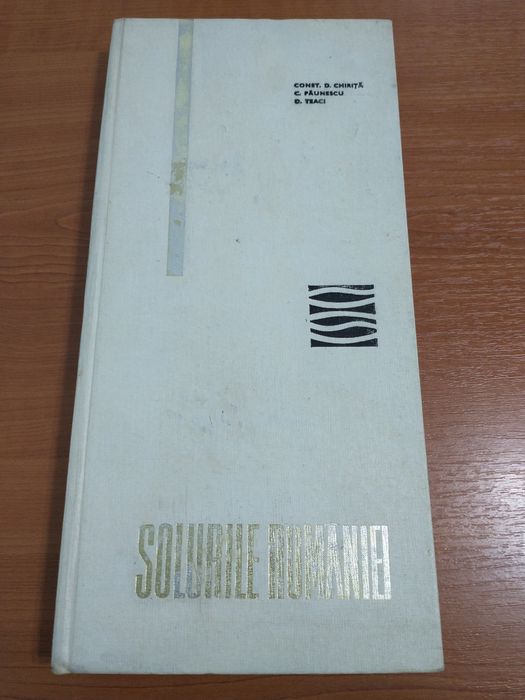 CONST. D. CHIRIȚĂ
C. PĂUNESCU
D. TEACI
SOLURILE ROMÂNIEI